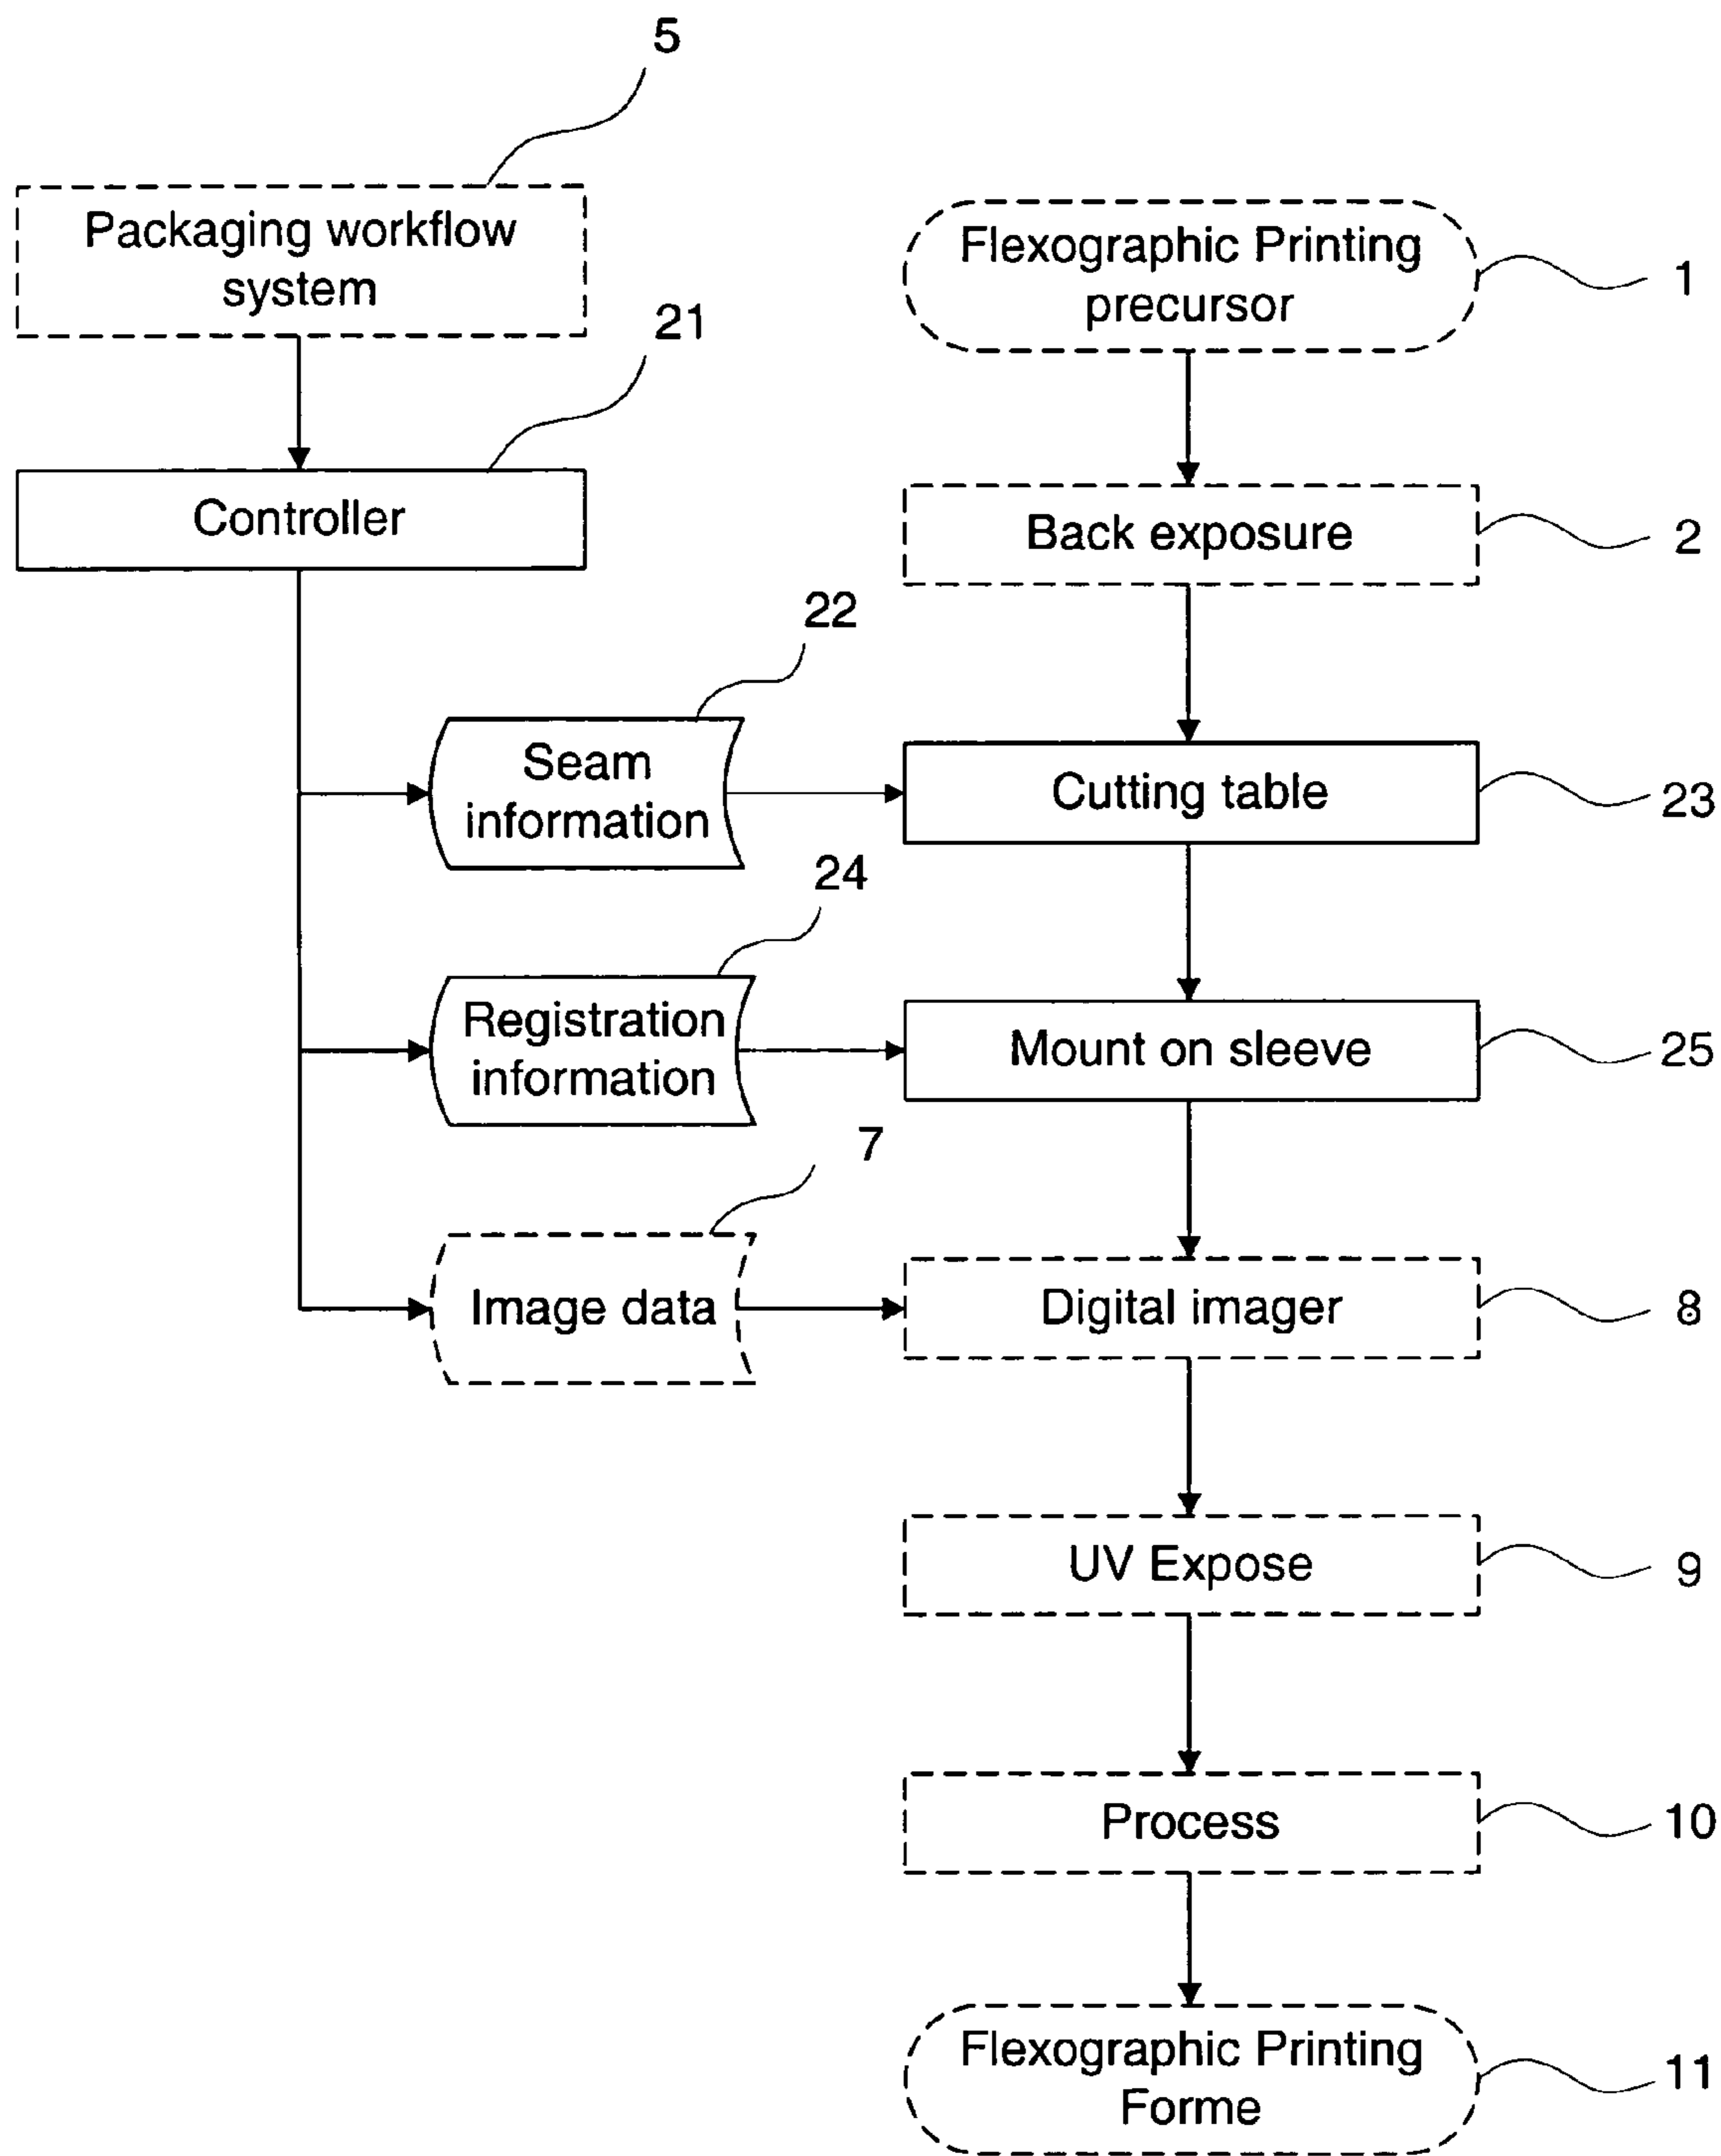 5
Packaging workflow
system
21
Controller
22
Seam
information
24
Registration
information
7
Image data
Flexographic Printing
precursor
1
Back exposure
2
Cutting table
23
Mount on sleeve
25
Digital imager
8
UV Expose
9
Process
10
Flexographic Printing
Forme
11